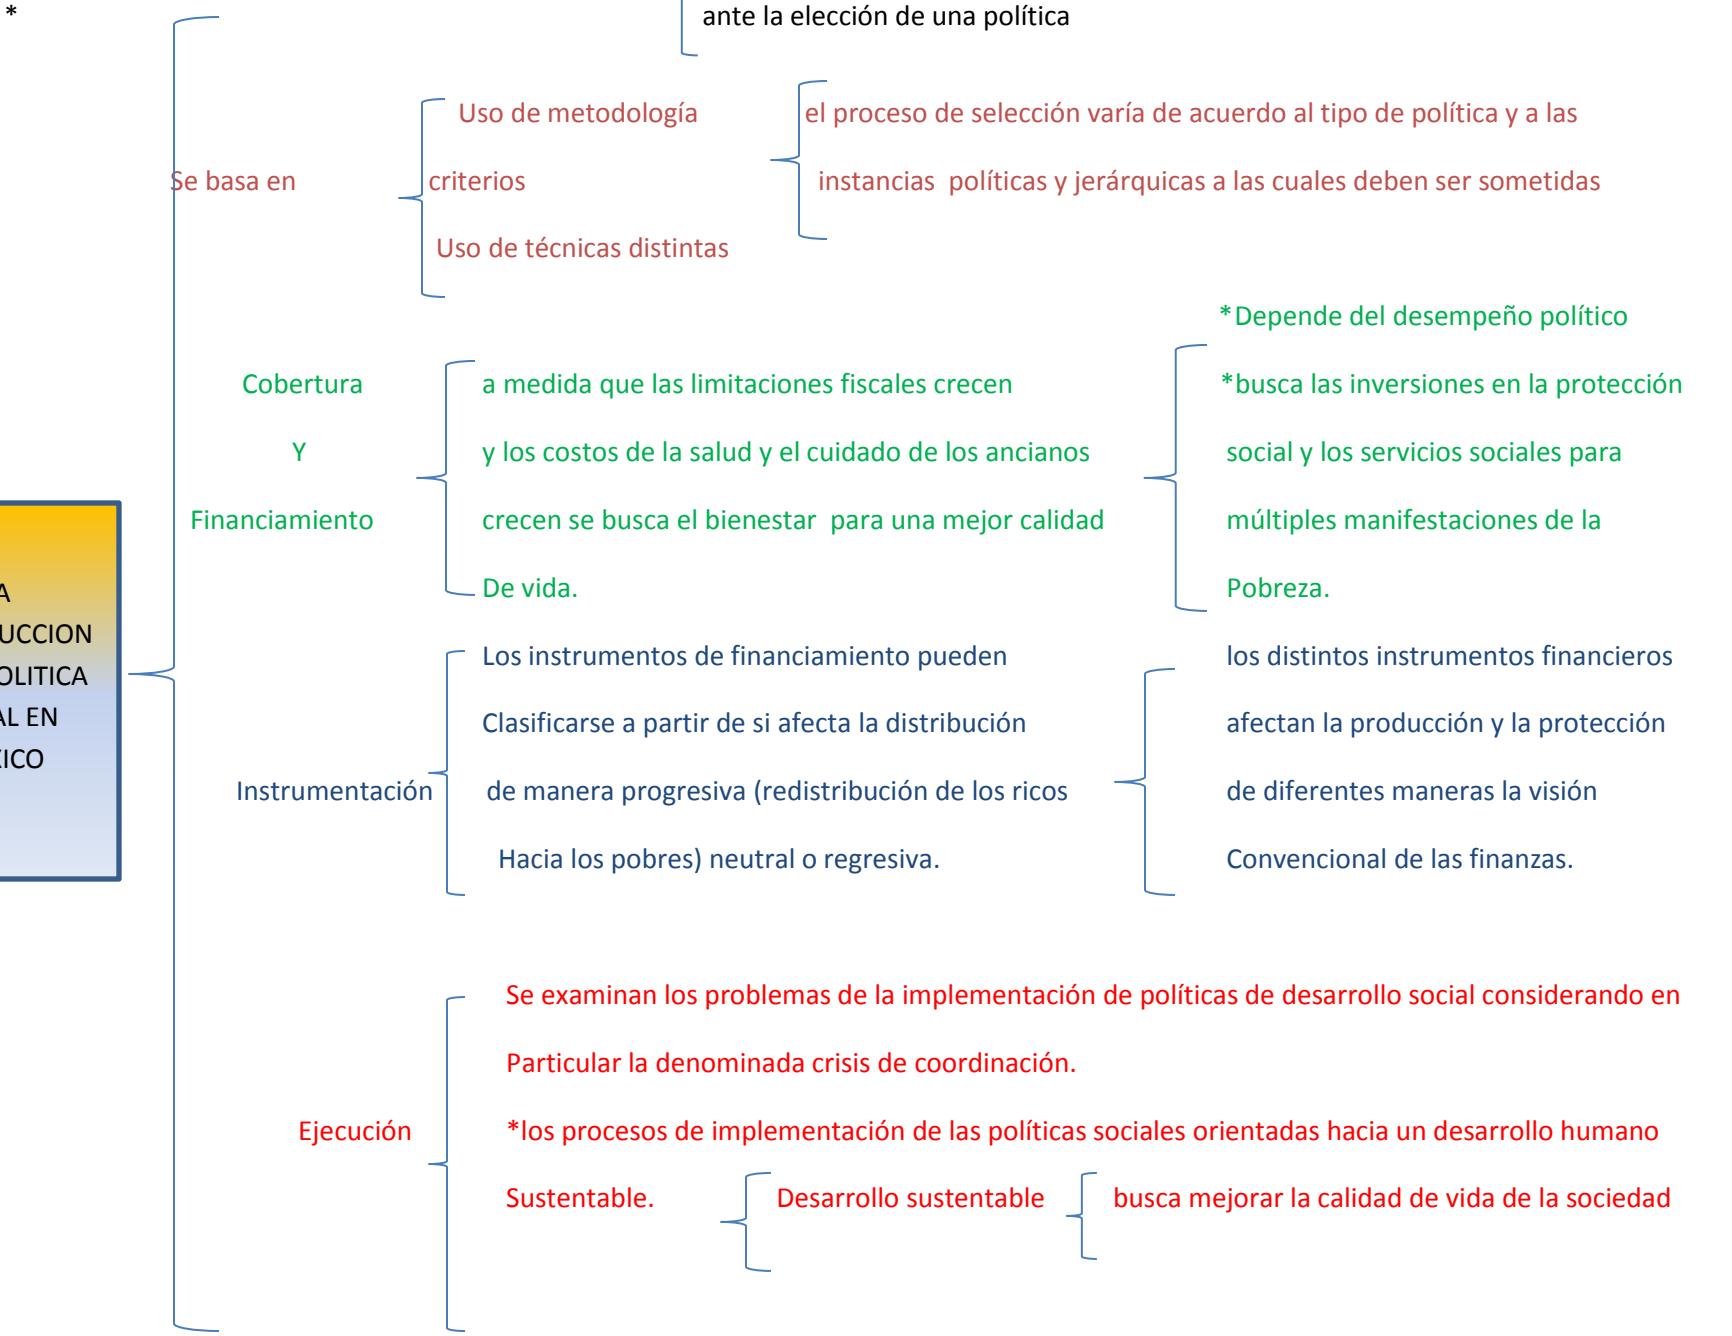 *
ante la elección de una política
Uso de metodología
el proceso de selección varía de acuerdo al tipo de política y a las
Se basa en
criterios
instancias políticas y jerárquicas a las cuales deben ser sometidas
Uso de técnicas distintas
*Depende del desempeño político
Cobertura
a medida que las limitaciones fiscales crecen
*busca las inversiones en la protección
Y
y los costos de la salud y el cuidado de los ancianos
social y los servicios sociales para
Financiamiento
crecen se busca el bienestar para una mejor calidad
múltiples manifestaciones de la
De vida.
Pobreza.
A
UCCION
OLITICA
AL EN
XICO
Los instrumentos de financiamiento pueden
los distintos instrumentos financieros
Clasificarse a partir de si afecta la distribución
afectan la producción y la protección
Instrumentación
de manera progresiva (redistribución de los ricos
de diferentes maneras la visión
Hacia los pobres) neutral o regresiva.
Convencional de las finanzas.
Se examinan los problemas de la implementación de políticas de desarrollo social considerando en
Particular la denominada crisis de coordinación.
Ejecución
*los procesos de implementación de las políticas sociales orientadas hacia un desarrollo humano
Sustentable.
Desarrollo sustentable
busca mejorar la calidad de vida de la sociedad